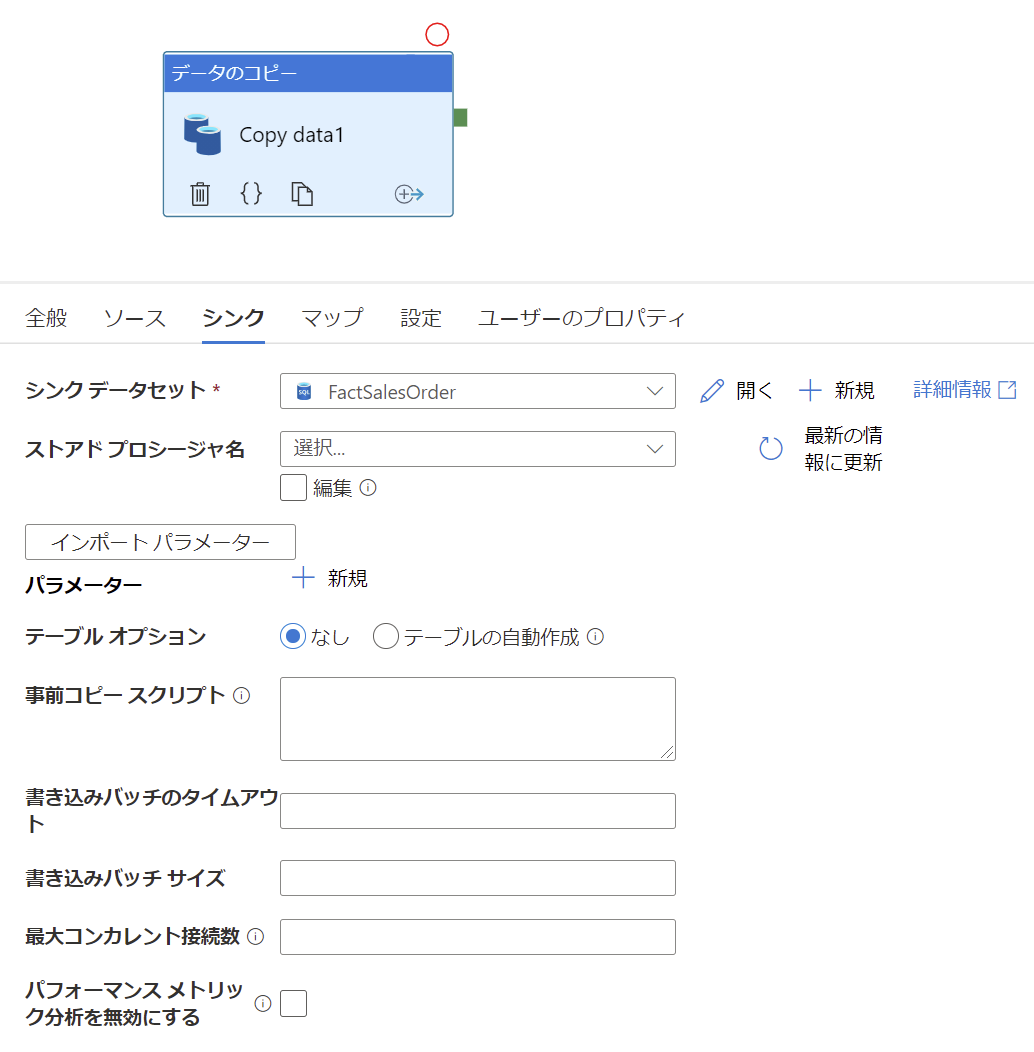 データのコピー
Copy data1
全般 ソース シンク マップ 設定 ユーザーのプロパティ
シンク データセット * FactSalesOrder 開く 新規 詳細情報
ストアド プロシージャ名 選択... 最新の情
報に更新
編集
インポート パラメーター
パラメーター 新規
テーブル オプション なし テーブルの自動作成
事前コピー スクリプト
書き込みバッチのタイムアウ
ト
書き込みバッチ サイズ
最大コンカレント接続数
パフォーマンス メトリッ
ク分析を無効にする